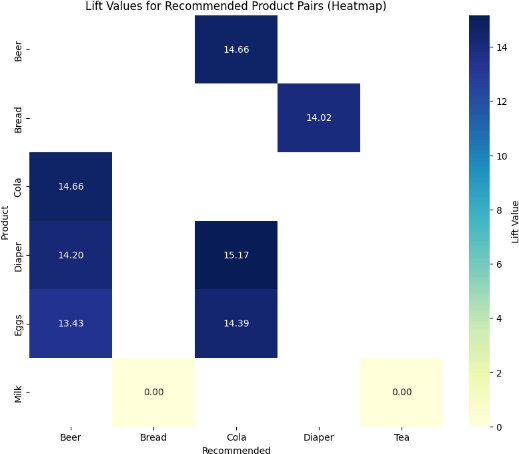 Lift Values for Recommended Product Pairs (Heatmap)
Beer
14.66
Bread
14.02
Cola
14.66
Diaper
14.20
15.17
Eggs
13.43
14.39
Milk
0.00
0.00
Product
Beer
Bread
Cola
Diaper
Tea
Recommended
14
12
10
8
6
4
2
0
Lift Value